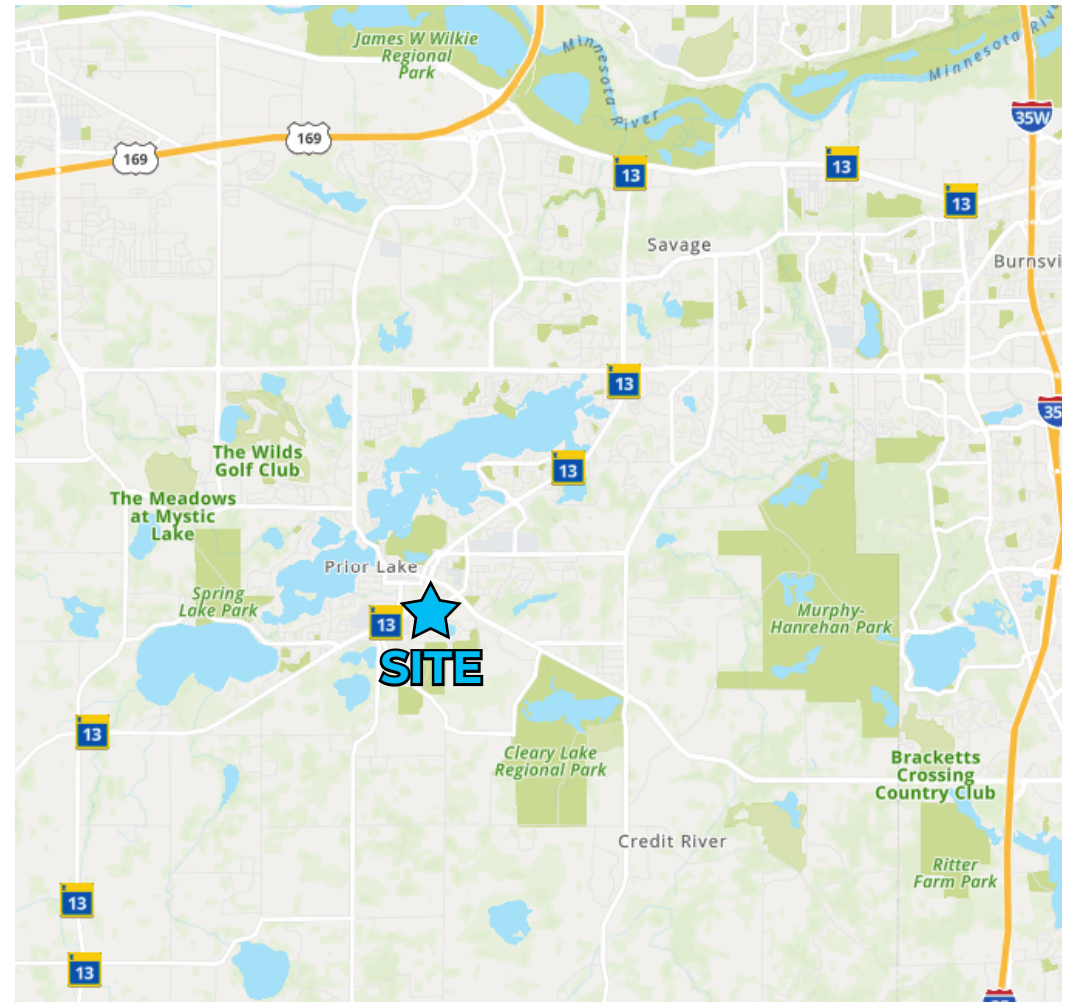 James W Wilkie
Regional
Park
Minnesota River
Minnesota River
35W
169
169
13
13
13
Savage
Burnsvi
13
35
The Wilds
Golf Club
13
The Meadows
at Mystic
Lake
Prior Lake
Spring
Lake Park
13
Murphy-
Hanrehan Park
SITE
13
Cleary Lake
Regional Park
Bracketts
Crossing
Country Club
Credit River
Ritter
Farm Park
13
13